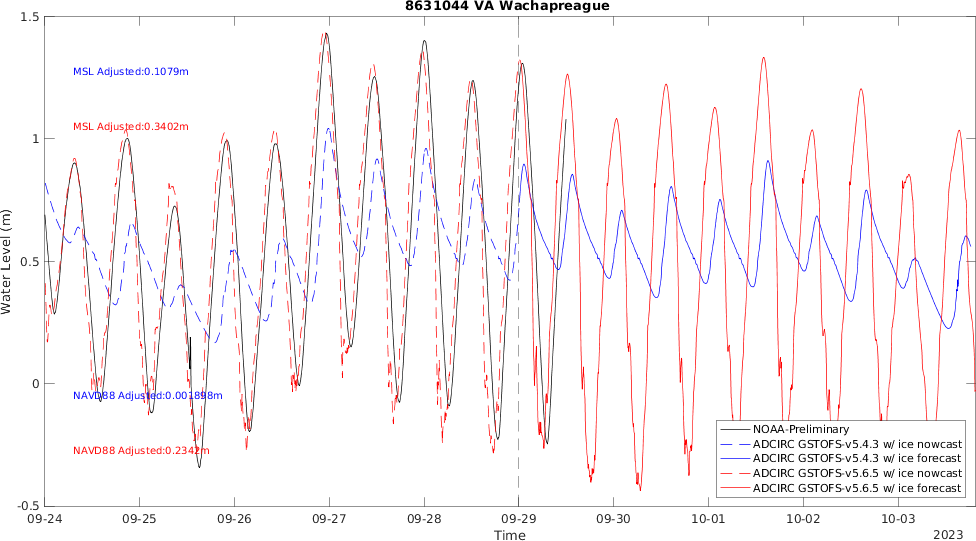 8631044 VA Wachapreague
1.5
MSL Adjusted:0.1079m
MSL Adjusted:0.3402m
1
Water Level (m)
0.5
0
NAVD88 Adjusted:0.001898m
NAVD88 Adjusted:0.2342m
-0.5
NOAA-Preliminary
ADCIRC GSTOFS-v5.4.3 w/ ice nowcast
ADCIRC GSTOFS-v5.4.3 w/ ice forecast
ADCIRC GSTOFS-v5.6.5 w/ ice nowcast
ADCIRC GSTOFS-v5.6.5 w/ ice forecast
09-24 09-25 09-26 09-27 09-28 09-29 09-30 10-01 10-02 10-03
Time
2023